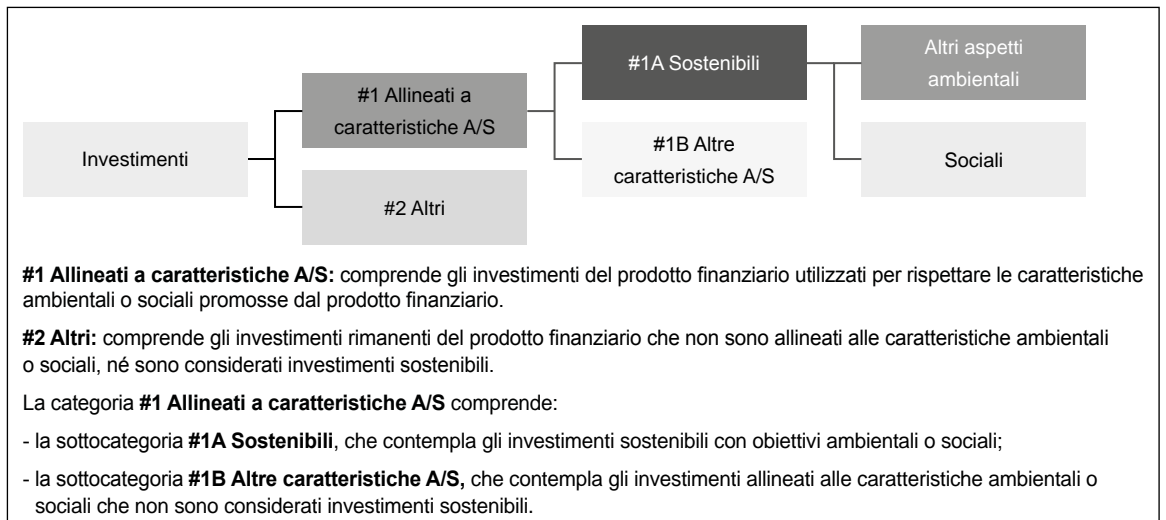 Investimenti
#1 Allineati a
caratteristiche A/S
#2 Altri
#1A Sostenibili
#1B Altre
caratteristiche A/S
Altri aspetti
ambientali
Sociali
#1 Allineati a caratteristiche A/S: comprende gli investimenti del prodotto finanziario utilizzati per rispettare le caratteristiche
ambientali o sociali promosse dal prodotto finanziario.
#2 Altri: comprende gli investimenti rimanenti del prodotto finanziario che non sono allineati alle caratteristiche ambientali
o sociali, né sono considerati investimenti sostenibili.
La categoria #1 Allineati a caratteristiche A/S comprende:
- la sottocategoria #1A Sostenibili, che contempla gli investimenti sostenibili con obiettivi ambientali o sociali;
- la sottocategoria #1B Altre caratteristiche A/S, che contempla gli investimenti allineati alle caratteristiche ambientali o
sociali che non sono considerati investimenti sostenibili.